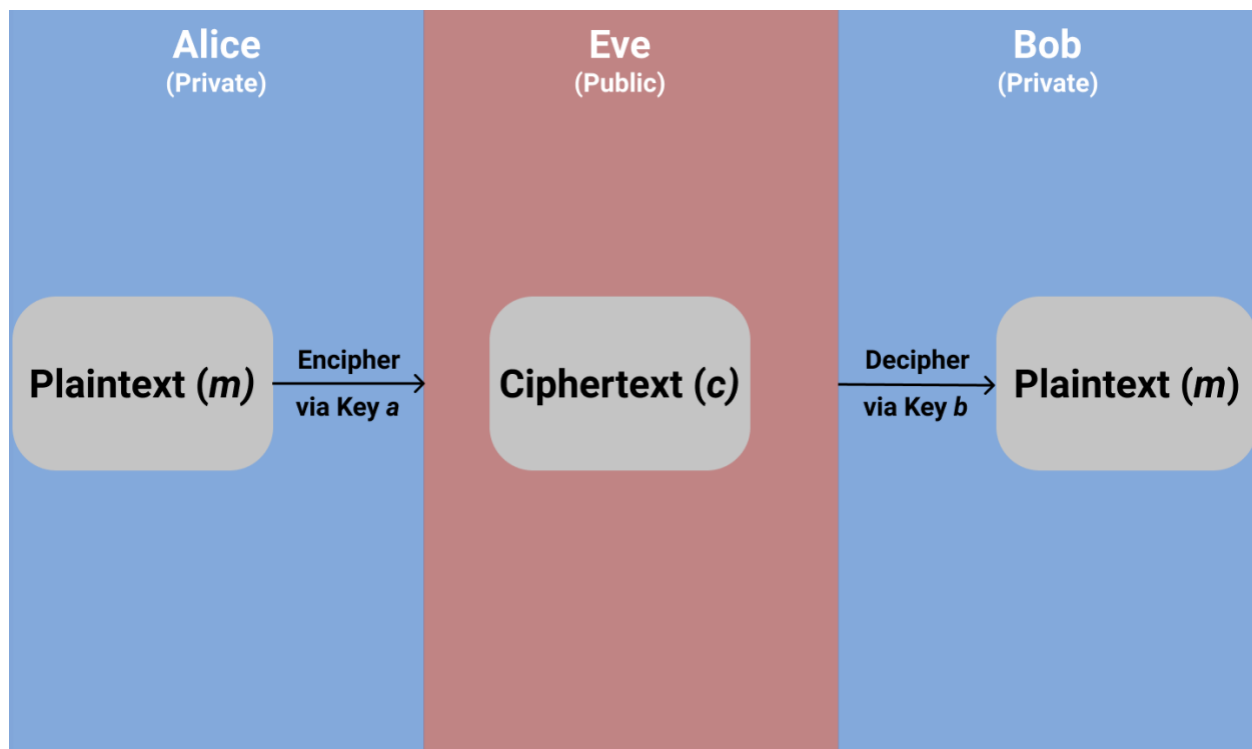 Alice
(Private)
Eve
(Public)
Bob
(Private)
Plaintext (m)
Encipher
via Key a
Ciphertext (c)
Decipher
via Key b
Plaintext (m)